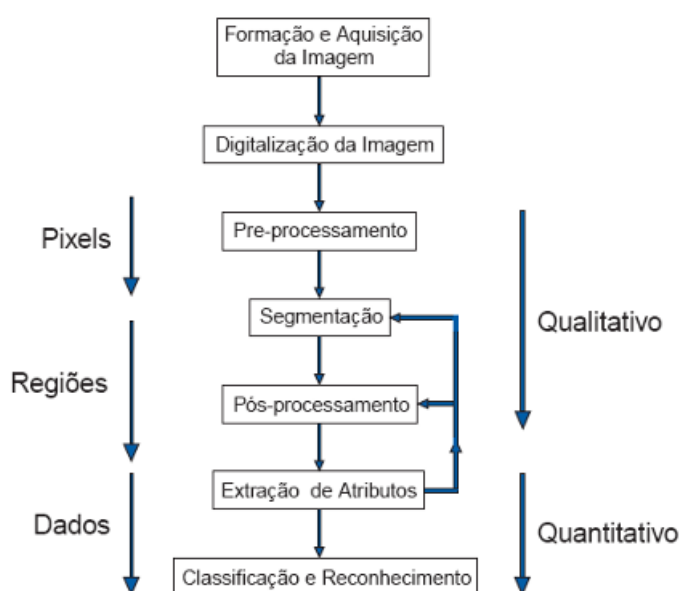 Formação e Aquisição
da Imagem
Digitalização da Imagem
Pixels
Pre-processamento
Segmentação
Qualitativo
Regiões
Pós-processamento
Extração de Atributos
Dados
Quantitativo
Classificação e Reconhecimento